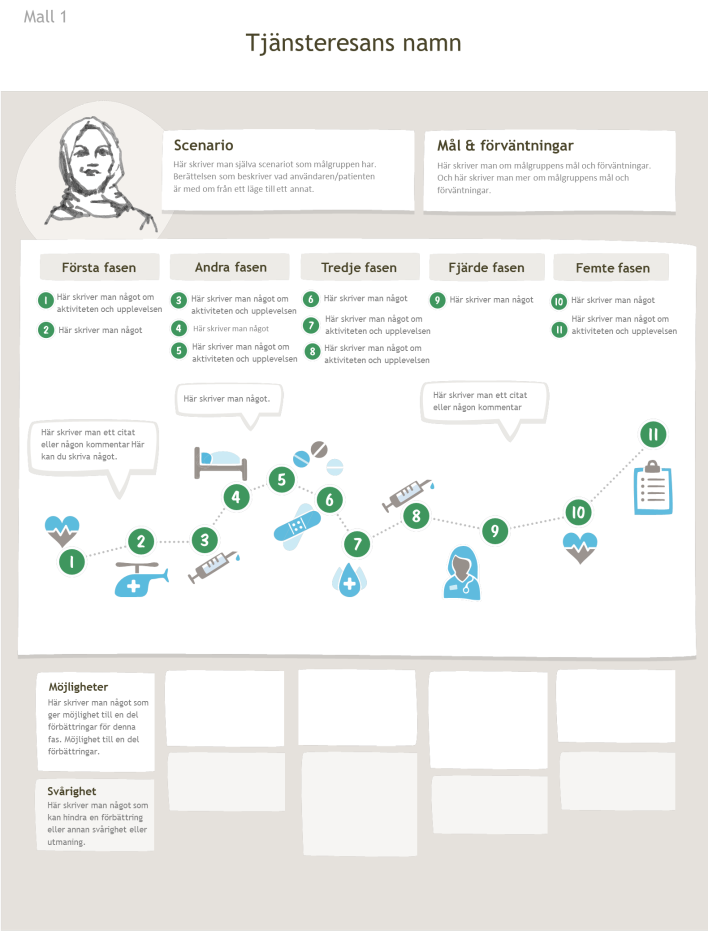 Mall 1
Tjänsteresans namn
Scenario
Här skriver man själva scenariot som målgruppen har.
Berättelsen som beskriver vad användaren/patienten
är med om från ett läge till ett annat.
Mål & förväntningar
Här skriver man om målgruppens mål och förväntningar.
Och här skriver man mer om målgruppens mål och
förväntningar.
Första fasen
1 Här skriver man något om
aktiviteten och upplevelsen
2 Här skriver man något
Andra fasen
3 Här skriver man något om
aktiviteten och upplevelsen
4 Här skriver man något
5 Här skriver man något om
aktiviteten och upplevelsen
Tredje fasen
6 Här skriver man något
7 Här skriver man något om
aktiviteten och upplevelsen
8 Här skriver man något om
aktiviteten och upplevelsen
Fjärde fasen
9 Här skriver man något
Femte fasen
10 Här skriver man något
11 Här skriver man något om
aktiviteten och upplevelsen
Här skriver man ett citat
eller någon kommentar Här
kan du skriva något.
Här skriver man något.
Här skriver man ett citat
eller någon kommentar
1
2
3
4
5
6
7
8
9
10
11
Möjligheter
Här skriver man något som
ger möjlighet till en del
förbättringar för denna
fas. Möjlighet till en del
förbättringar.
Svårighet
Här skriver man något som
kan hindra en förbättring
eller annan svårighet eller
utmaning.